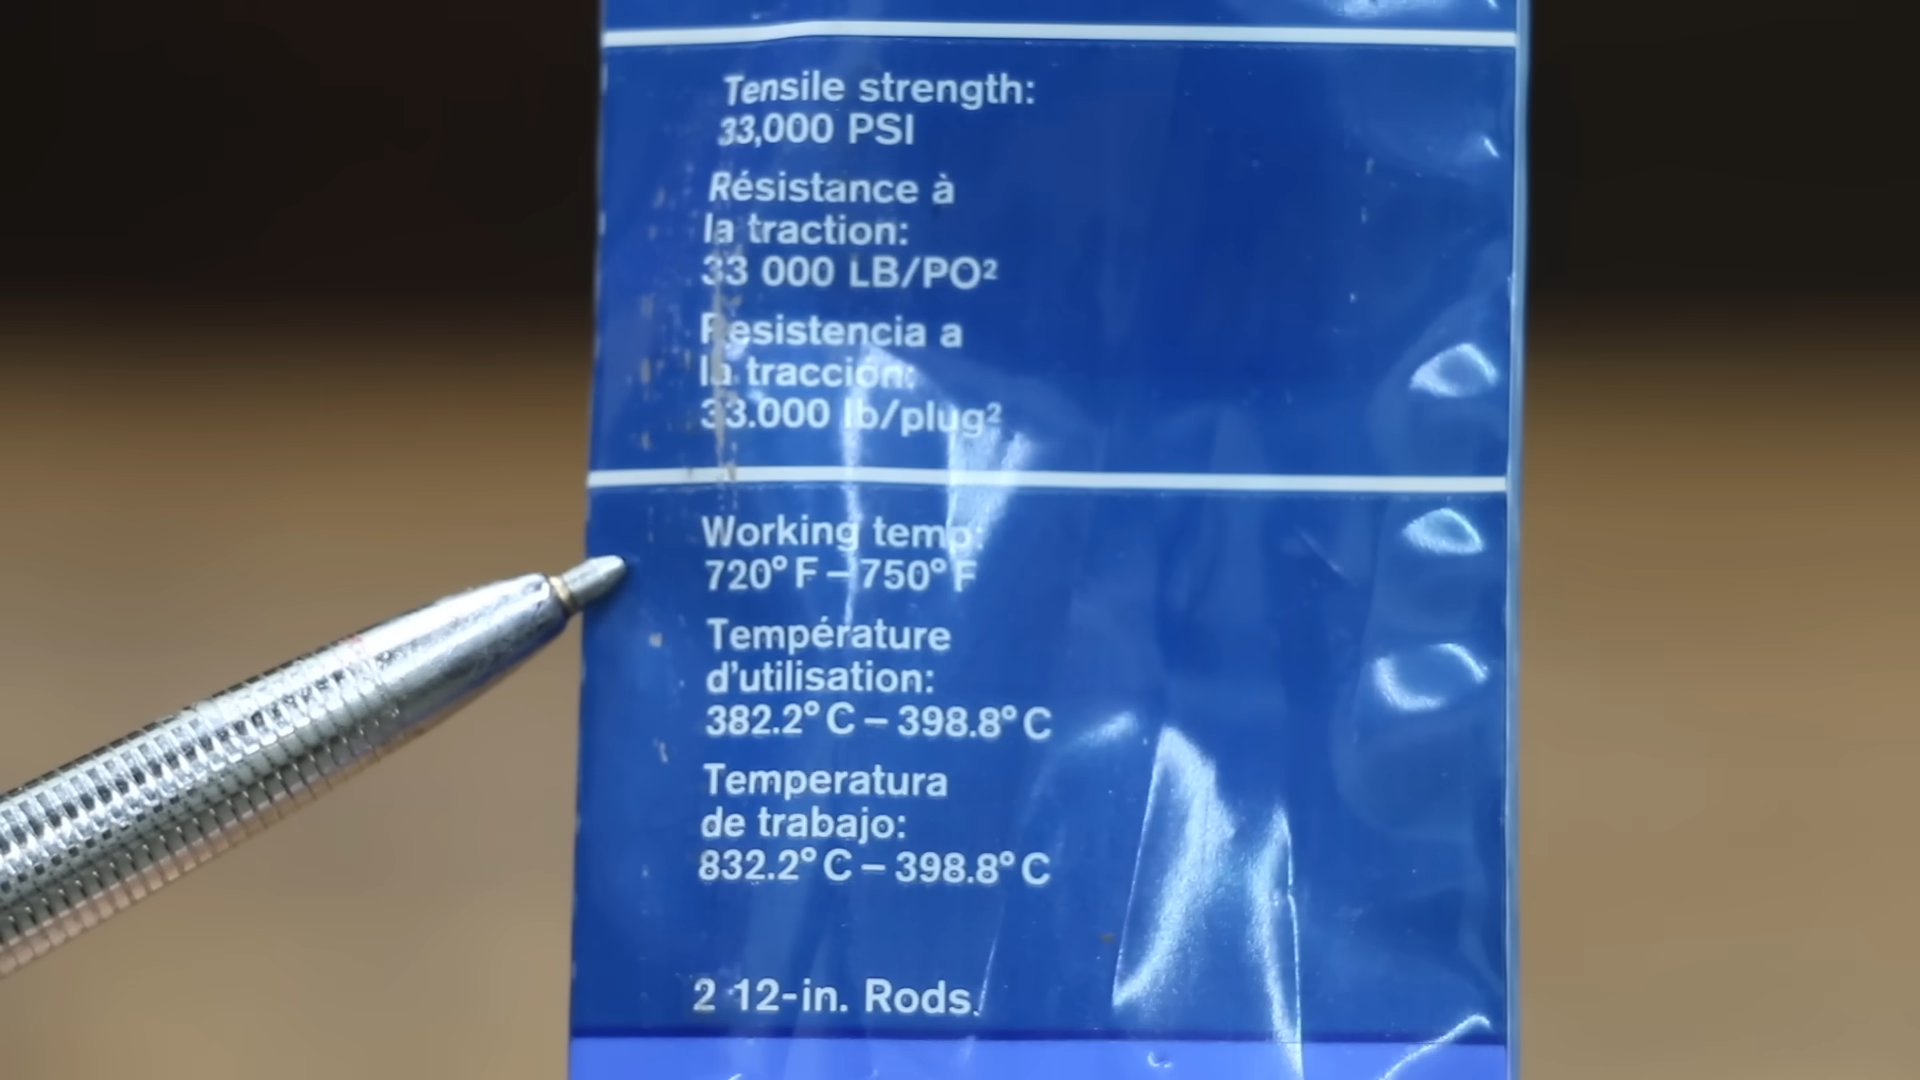 Tensile strength:
33,000 PSI
Résistance à
la traction:
33 000 LB/PO²
Resistencia a
la tracción:
33.000 lb/plug²
Working temp:
720°F – 750°F
Température
d'utilisation:
382.2°C – 398.8°C
Temperatura
de trabajo:
832.2°C – 398.8°C
2 12-in. Rods.